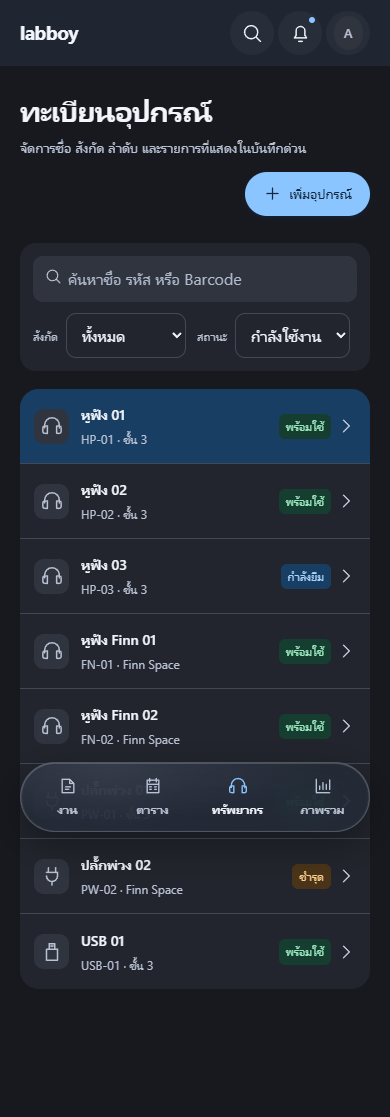 labboy
A
ทะเบียนอุปกรณ์
จัดการชื่อ สังกัด ลำดับ และรายการที่แสดงในบันทึกด่วน
เพิ่มอุปกรณ์
ค้นหาชื่อ รหัส หรือ Barcode
สังกัด ทั้งหมด สถานะ กำลังใช้งาน
หูฟัง 01
พร้อมใช้
HP-01 · ชั้น 3
หูฟัง 02
พร้อมใช้
HP-02 · ชั้น 3
หูฟัง 03
กำลังยืม
HP-03 · ชั้น 3
หูฟัง Finn 01
พร้อมใช้
FN-01 · Finn Space
หูฟัง Finn 02
พร้อมใช้
FN-02 · Finn Space
งาน ตาราง ทรัพยากร ภาพรวม
ปลั๊กพ่วง 02
ชำรุด
PW-02 · Finn Space
USB 01
พร้อมใช้
USB-01 · ชั้น 3